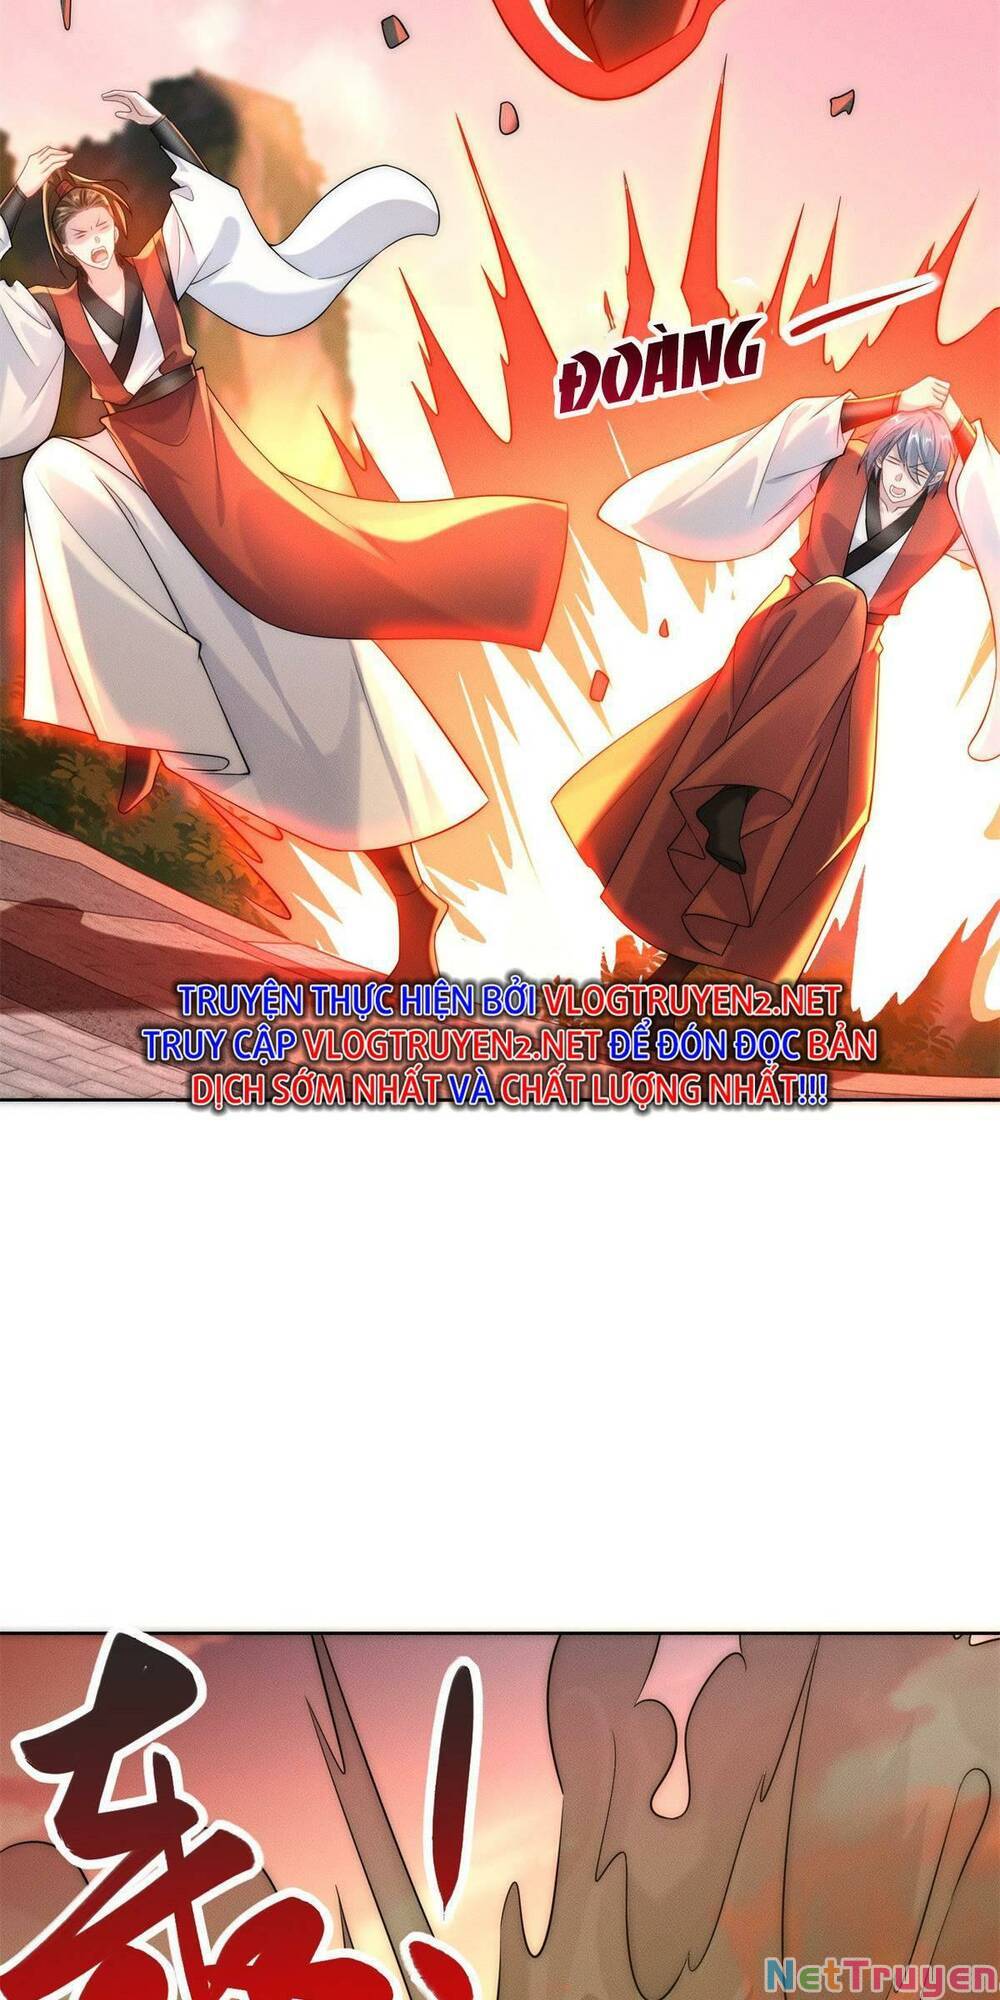 ĐOÀNG
TRUYỆN THỰC HIỆN BỞI VLOGTRUYEN2.NET
TRUY CẬP VLOGTRUYEN2.NET ĐỂ ĐÓN ĐỌC BẢN
DỊCH SỚM NHẤT VÀ CHẤT LƯỢNG NHẤT!!!
NetTruyen